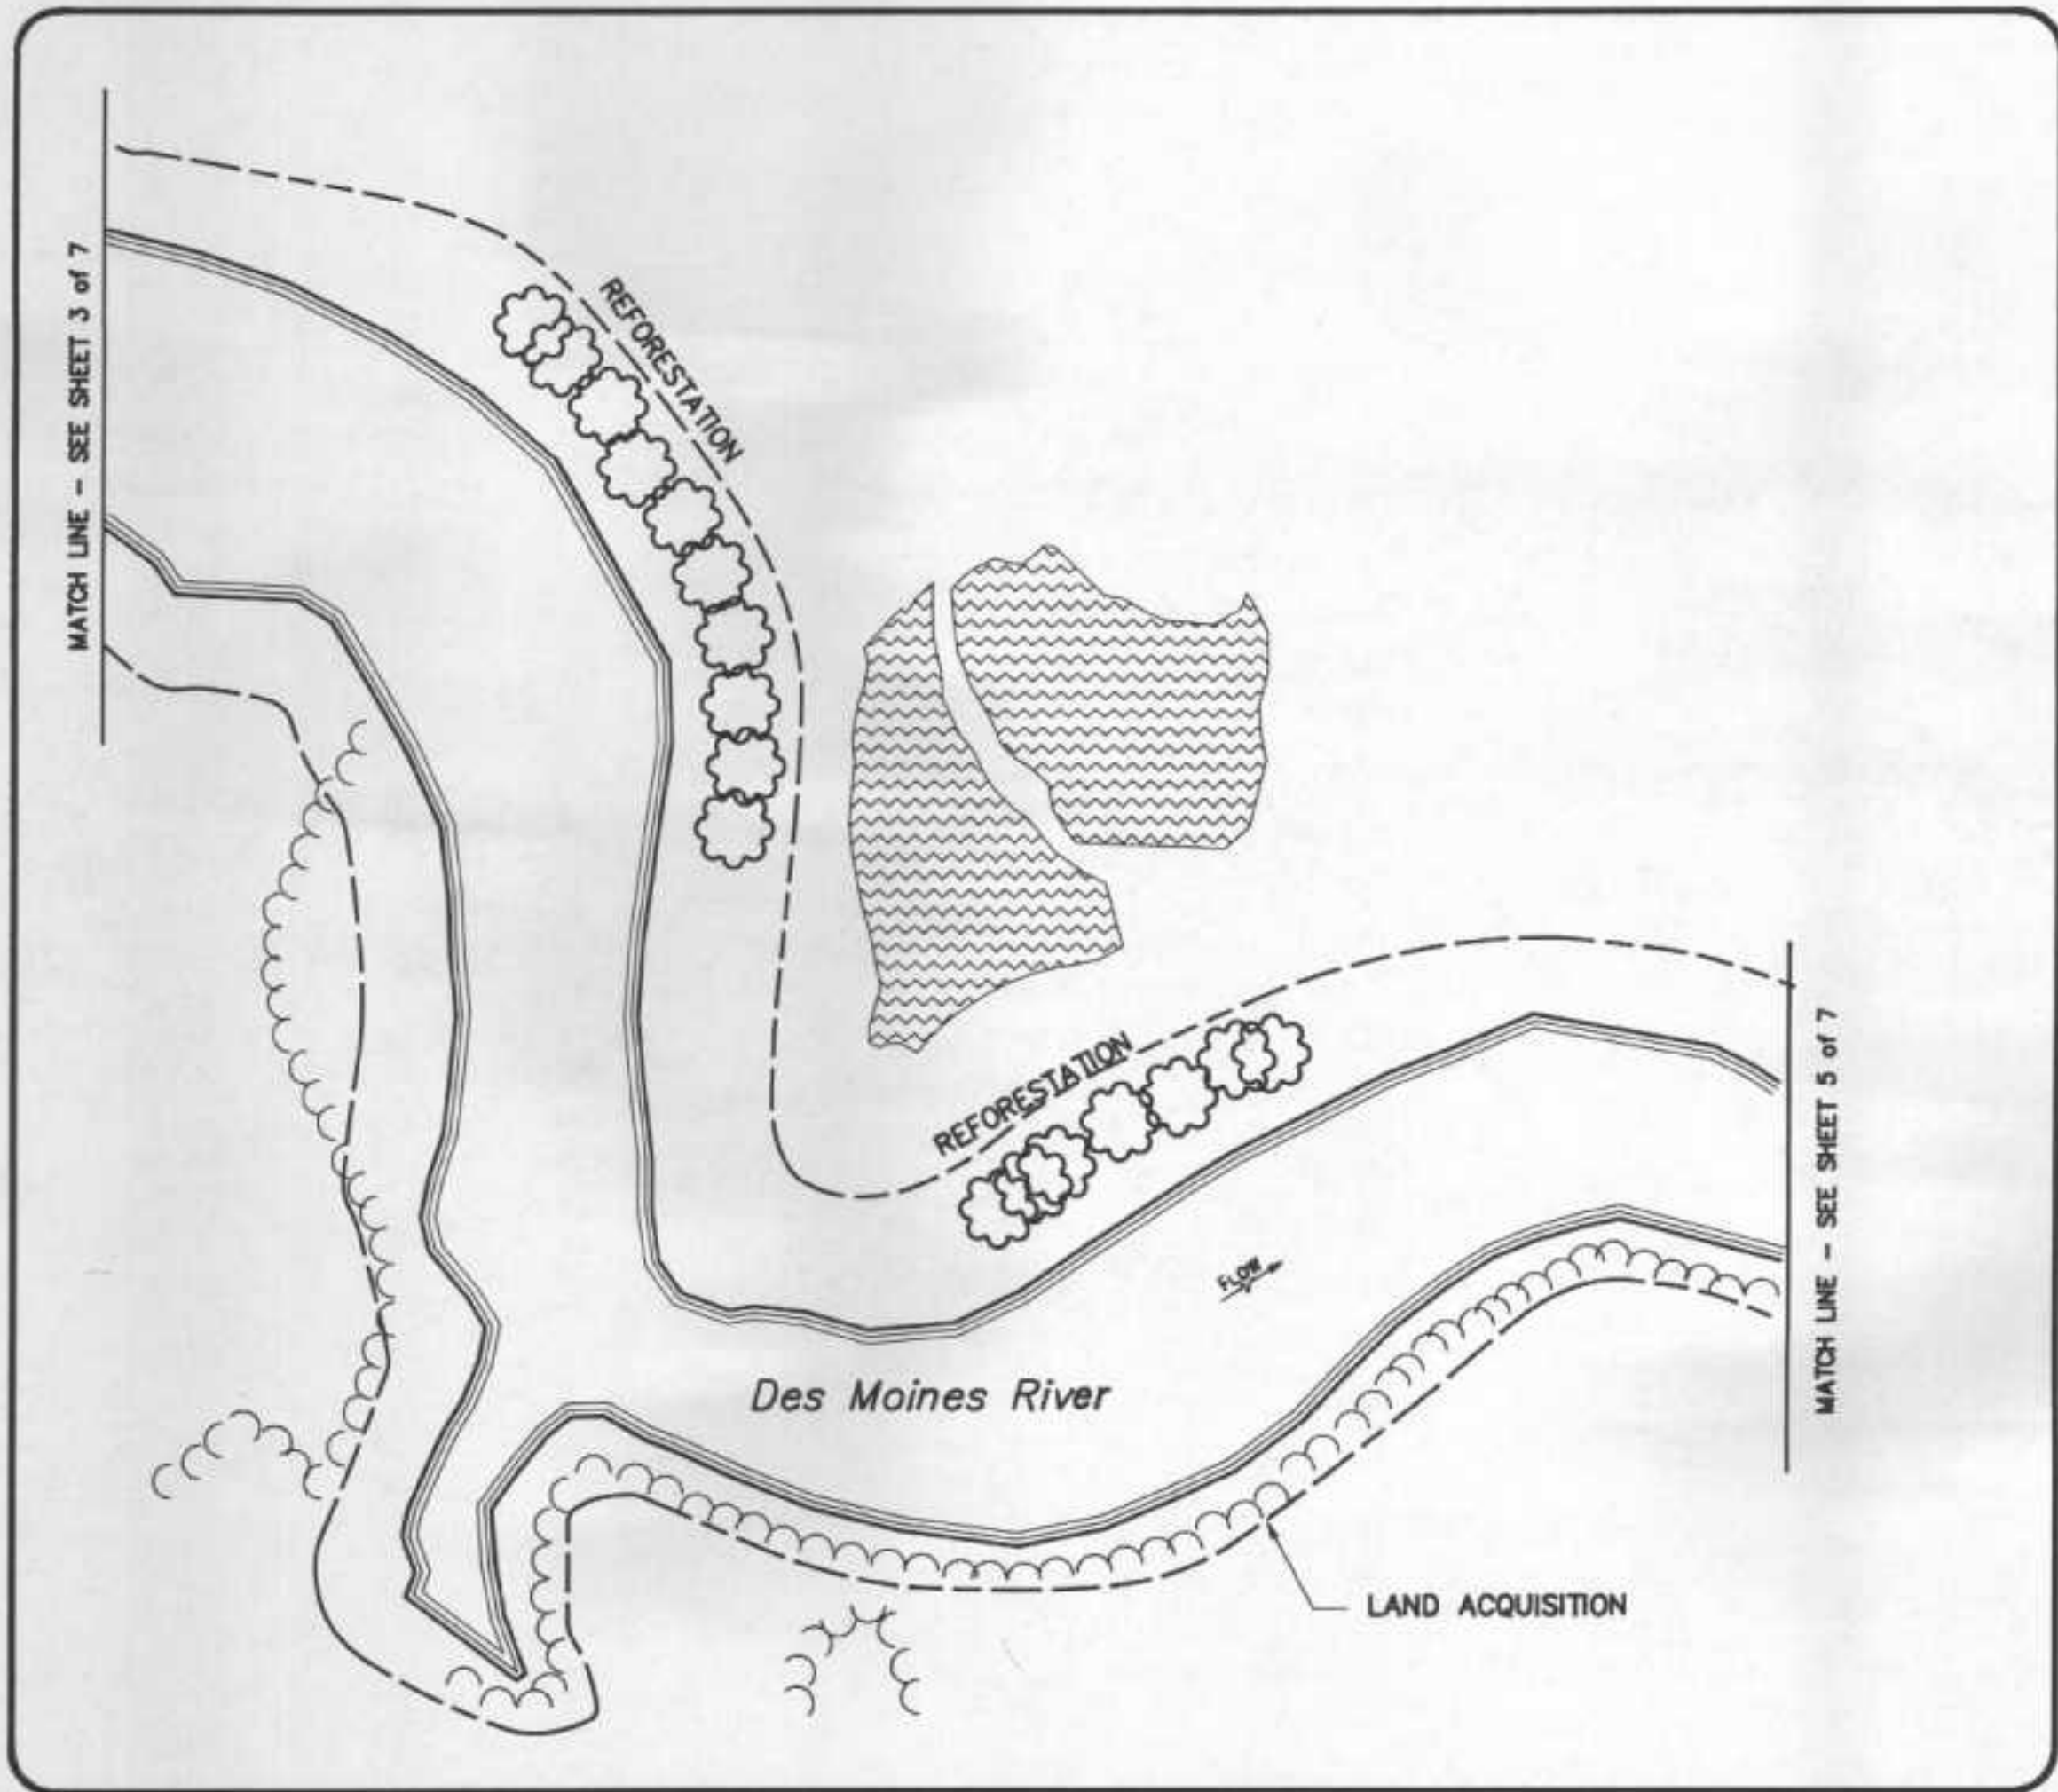 MATCH LINE - SEE SHEET 3 of 7
REFORESTATION
REFORESTATION
MATCH LINE - SEE SHEET 5 of 7
FLOW
Des Moines River
LAND ACQUISITION